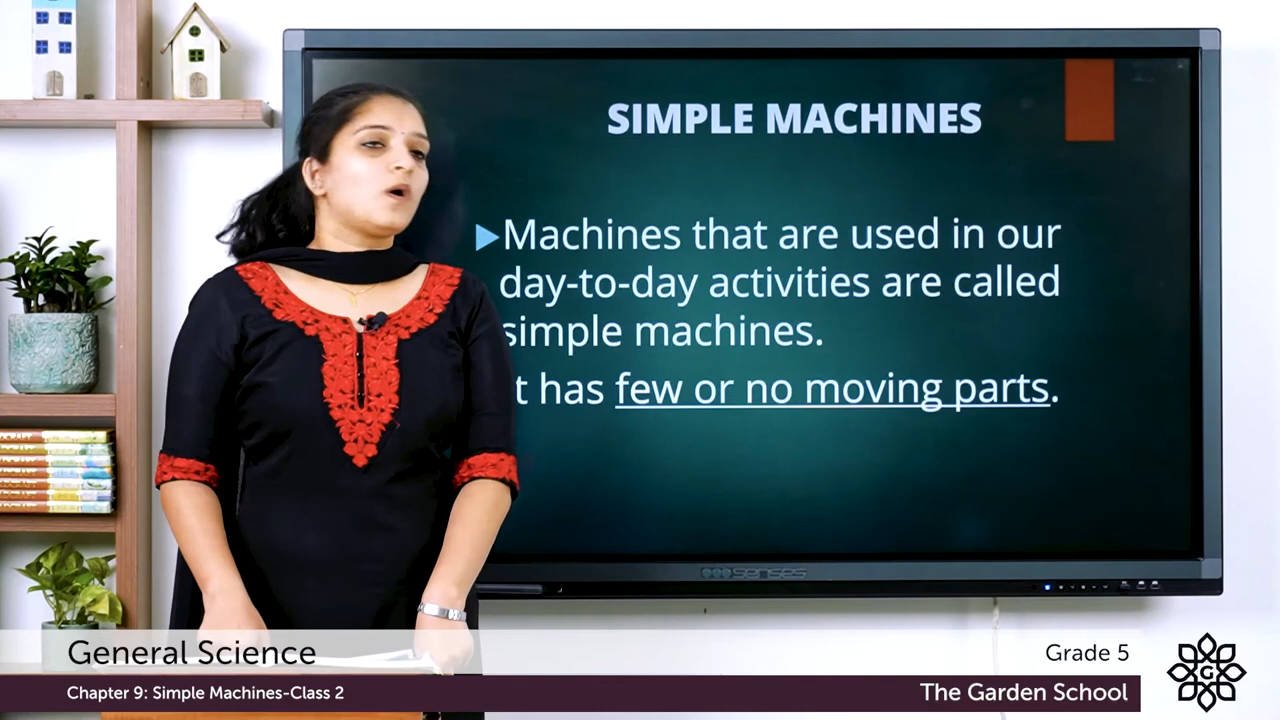 SIMPLE MACHINES
Machines that are used in our
day-to-day activities are called
simple machines.
t has few or no moving parts.
senses
General Science
Grade 5
Chapter 9: Simple Machines-Class 2
The Garden School
G